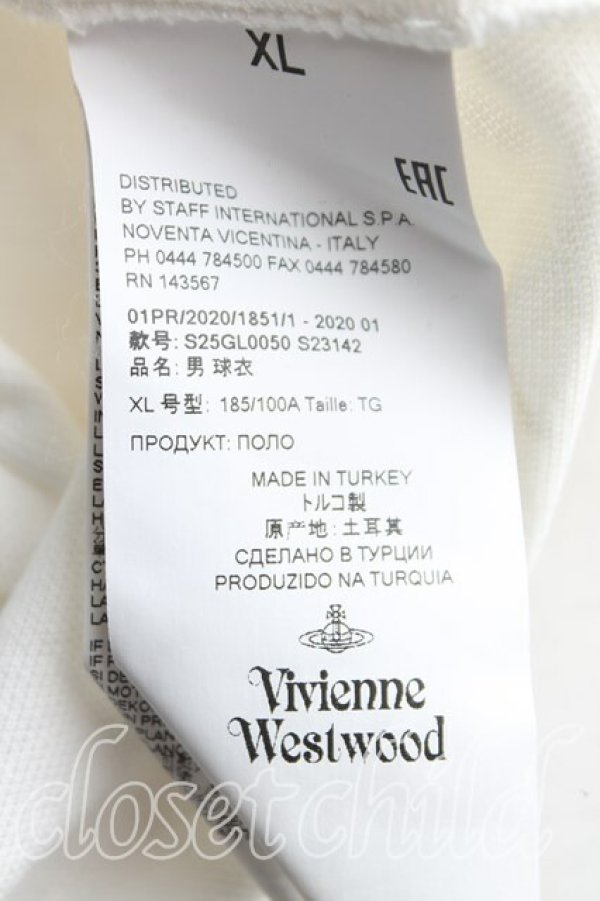 XL
EAC
DISTRIBUTED
BY STAFF INTERNATIONAL S.P.A.
NOVENTA VICENTINA - ITALY
PH 0444 784500 FAX 0444 784580
RN 143567
01PR/2020/1851/1 - 2020 01
款号: S25GL0050 S23142
品名: 男 球衣
XL 号型: 185/100A Taille: TG
ПРОДУКТ: ПОЛО
MADE IN TURKEY
トルコ製
原产地: 土耳其
СДЕЛАНО В ТУРЦИИ
PRODUZIDO NA TURQUIA
Vivienne
Westwood
closet child